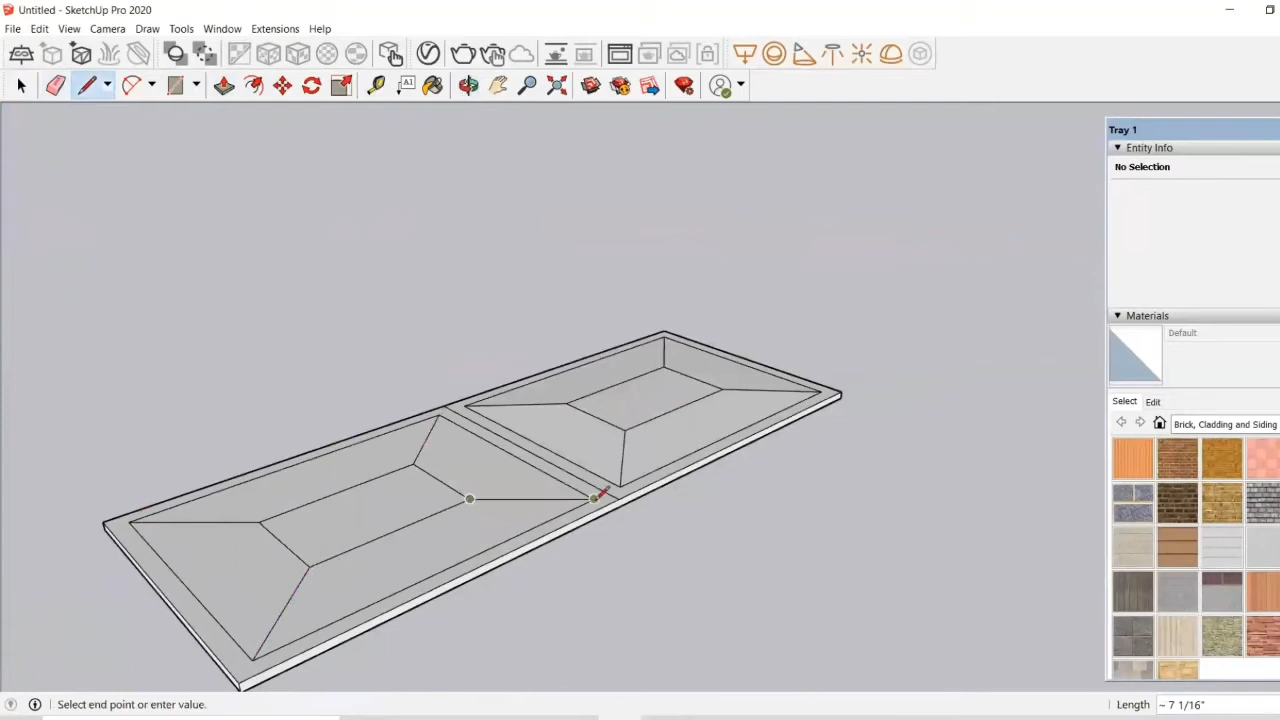 Untitled - SketchUp Pro 2020
File Edit View Camera Draw Tools Window Extensions Help
A1
Tray 1
Entity Info
No Selection
Materials
Default
Select Edit
Brick, Cladding and Siding
Select end point or enter value.
Length ~ 7 1/16"